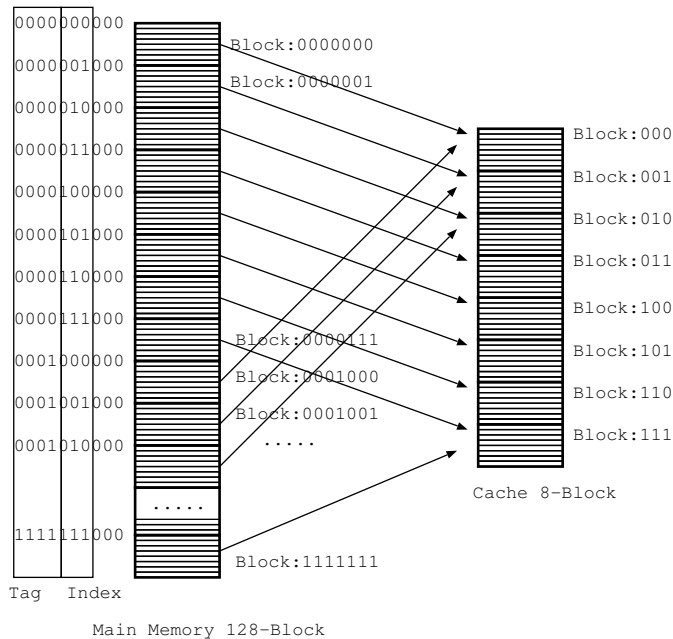 0000000000
0000001000
0000010000
0000011000
0000100000
0000101000
0000110000
0000111000
0001000000
0001001000
0001010000
1111111000
Tag Index
Block:0000000
Block:0000001
Block:0000111
Block:0001000
Block:0001001
.....
.....
Block:1111111
Main Memory 128-Block
Block:000
Block:001
Block:010
Block:011
Block:100
Block:101
Block:110
Block:111
Cache 8-Block